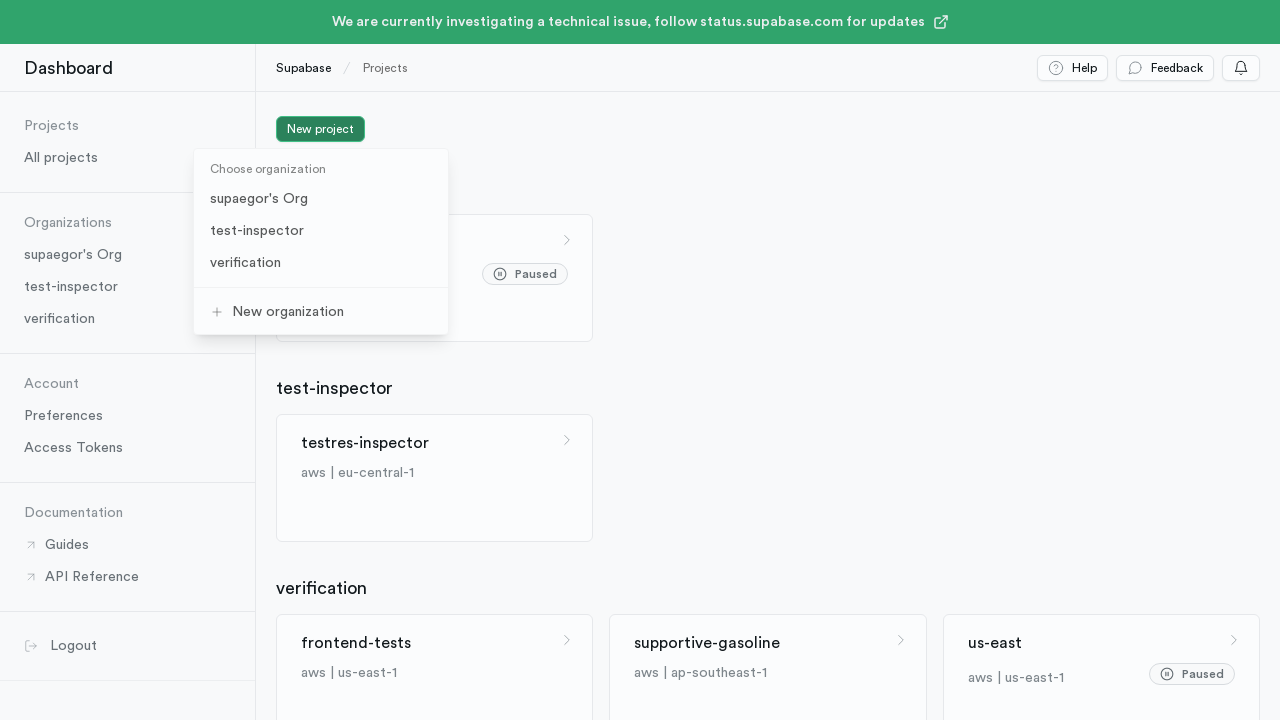 We are currently investigating a technical issue, follow status.supabase.com for updates
Dashboard
Supabase / Projects
Help
Feedback
Projects
All projects
Organizations
supaegor's Org
test-inspector
verification
Account
Preferences
Access Tokens
Documentation
Guides
API Reference
Logout
New project
Choose organization
supaegor's Org
test-inspector
verification
New organization
Paused
test-inspector
testres-inspector
aws | eu-central-1
verification
frontend-tests
aws | us-east-1
supportive-gasoline
aws | ap-southeast-1
us-east
aws | us-east-1
Paused